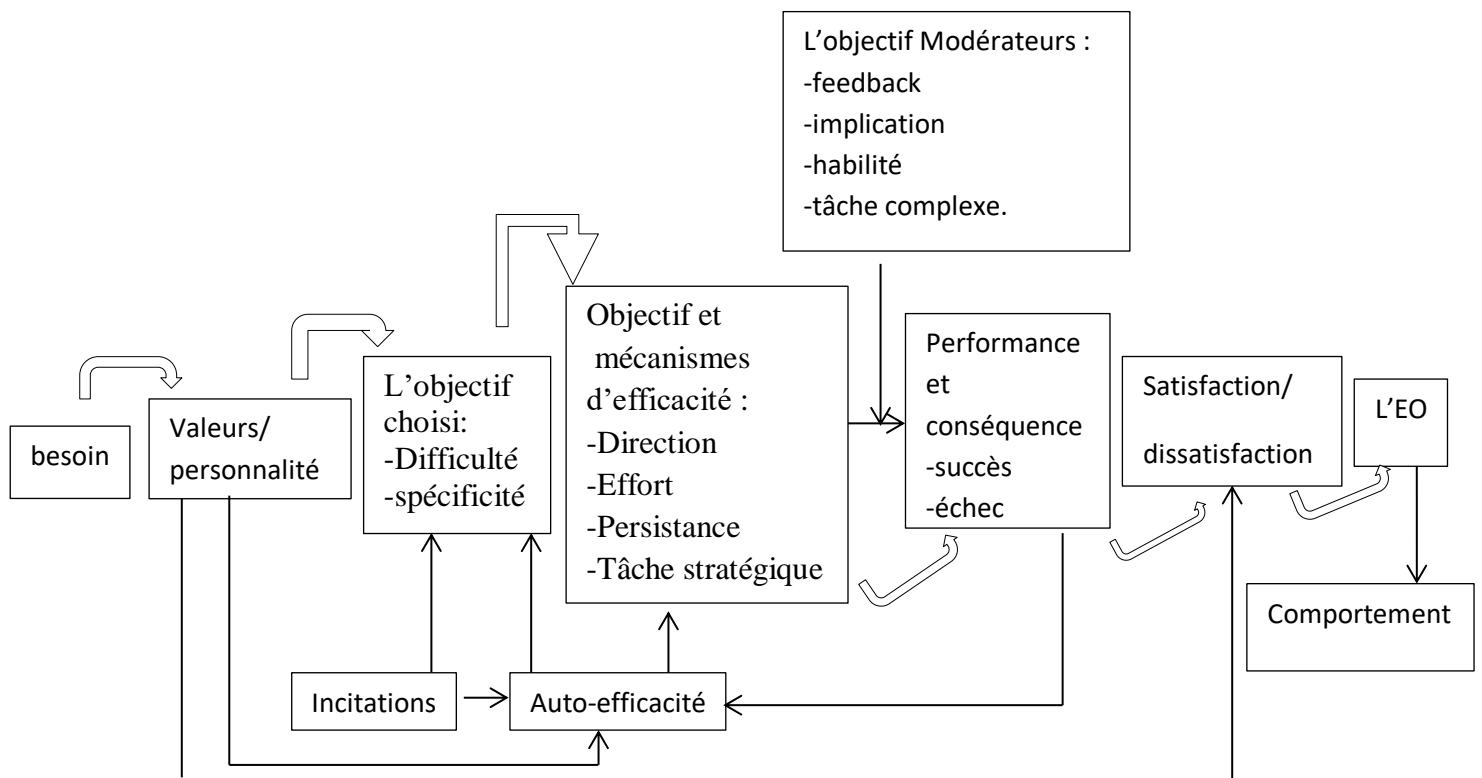 L’objectif Modérateurs :
-feedback
-implication
-habilité
-tâche complexe.
besoin
Valeurs/
personnalité
L’objectif
choisi:
-Difficulté
-spécificité
Objectif et
mécanismes
d’efficacité :
-Direction
-Effort
-Persistance
-Tâche stratégique
Performance
et
conséquence
-succès
-échec
Satisfaction/
dissatisfaction
L’EO
Comportement
Incitations
Auto-efficacité